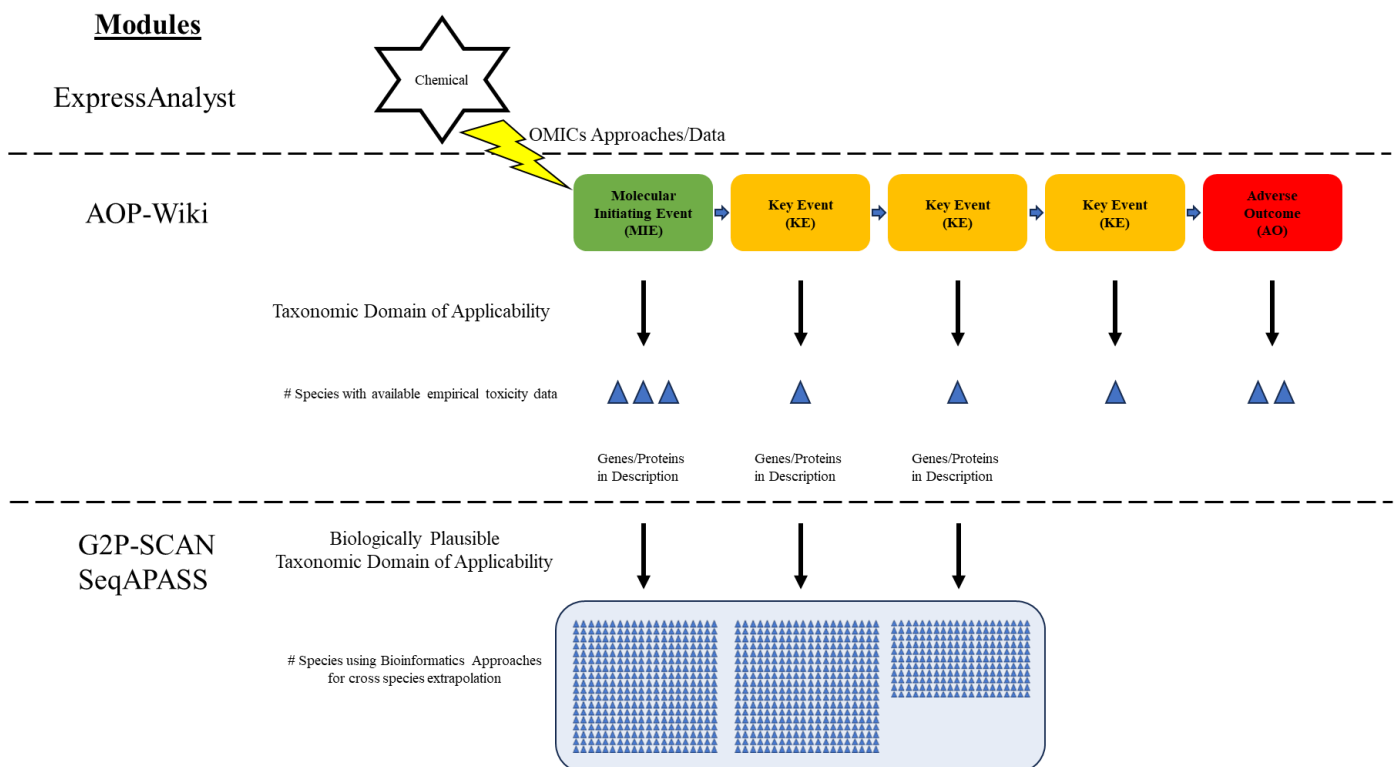 Modules
ExpressAnalyst
Chemical
OMICs Approaches/Data
AOP-Wiki
Molecular
Initiating Event
(MIE)
Key Event
(KE)
Key Event
(KE)
Key Event
(KE)
Adverse
Outcome
(AO)
Taxonomic Domain of Applicability
# Species with available empirical toxicity data
Genes/Proteins
in Description
Genes/Proteins
in Description
Genes/Proteins
in Description
G2P-SCAN
SeqAPASS
Biologically Plausible
Taxonomic Domain of Applicability
# Species using Bioinformatics Approaches
for cross species extrapolation